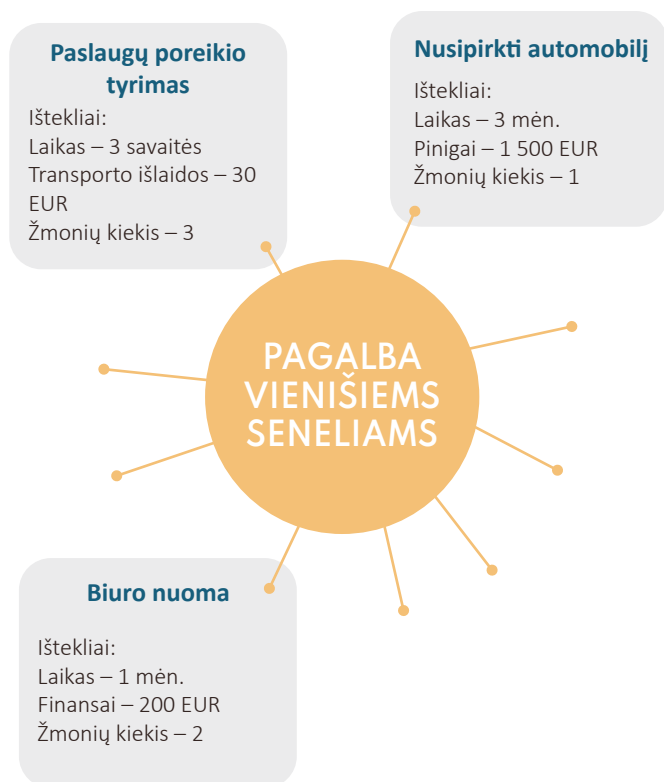 Paslaugų poreikio
tyrimas
Ištekliai:
Laikas – 3 savaitės
Transporto išlaidos – 30
EUR
Žmonių kiekis – 3
Nusipirkti automobilį
Ištekliai:
Laikas – 3 mėn.
Pinigai – 1 500 EUR
Žmonių kiekis – 1
PAGALBA
VIENIŠIEMS
SENELIAMS
Biuro nuoma
Ištekliai:
Laikas – 1 mėn.
Finansai – 200 EUR
Žmonių kiekis – 2